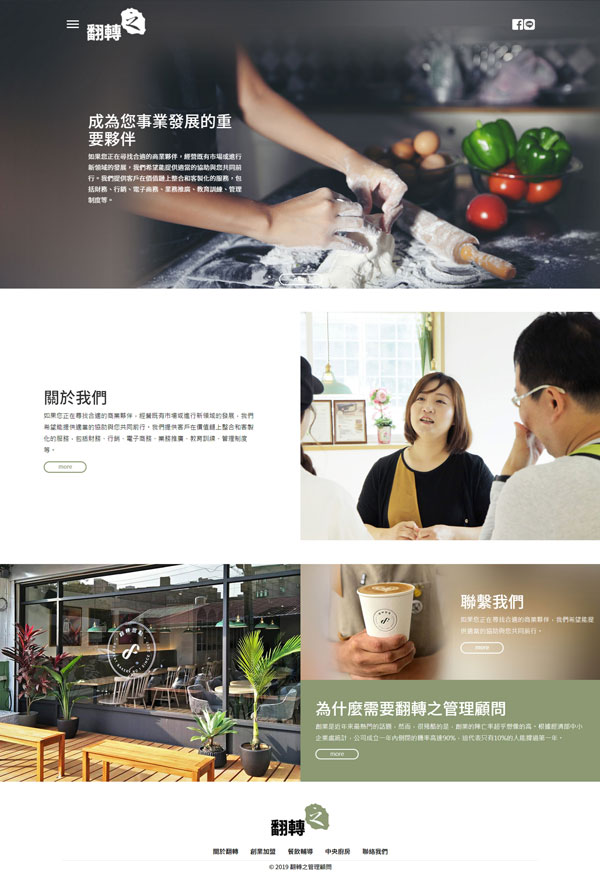 翻轉之
成為您事業發展的重
要夥伴
如果您正在尋找合適的商業夥伴，經營既有市場或進行
新領域的發展，我們希望能提供適當的協助與您共同前
行。我們提供客戶在價值鏈上整合和客製化的服務，包
括財務、行銷、電子商務、業務推廣、教育訓練、管理
制度等。
關於我們
如果您正在尋找合適的商業夥伴，經營既有市場或進行新領域的發展，我們
希望能提供適當的協助與您共同前行。我們提供客戶在價值鏈上整合和客製
化的服務，包括財務、行銷、電子商務、業務推廣、教育訓練、管理制度
等。
more
聯繫我們
如果您正在尋找合適的商業夥伴，我們希望能提
供適當的協助與您共同前行。
more
為什麼需要翻轉之管理顧問
創業是近年來最熱門的話題，然而，很殘酷的是，創業的陣亡率超乎想像的高。根據經濟部中小
企業處統計，公司成立一年內倒閉的機率高達90%，這代表只有10%的人能撐過第一年。
more
翻轉之
關於翻轉
創業加盟
餐飲輔導
中央廚房
聯絡我們
© 2019 翻轉之管理顧問